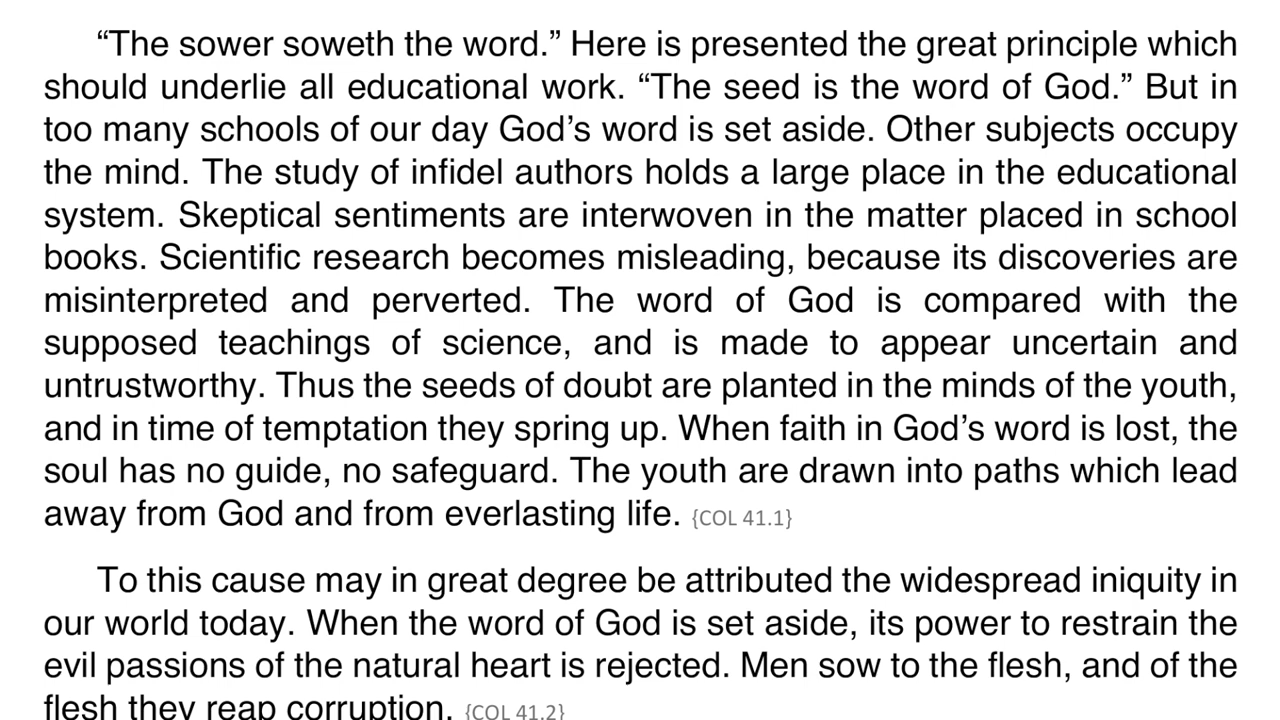 “The sower soweth the word.” Here is presented the great principle which
should underlie all educational work. “The seed is the word of God.” But in
too many schools of our day God’s word is set aside. Other subjects occupy
the mind. The study of infidel authors holds a large place in the educational
system. Skeptical sentiments are interwoven in the matter placed in school
books. Scientific research becomes misleading, because its discoveries are
misinterpreted and perverted. The word of God is compared with the
supposed teachings of science, and is made to appear uncertain and
untrustworthy. Thus the seeds of doubt are planted in the minds of the youth,
and in time of temptation they spring up. When faith in God’s word is lost, the
soul has no guide, no safeguard. The youth are drawn into paths which lead
away from God and from everlasting life. {COL 41.1}
To this cause may in great degree be attributed the widespread iniquity in
our world today. When the word of God is set aside, its power to restrain the
evil passions of the natural heart is rejected. Men sow to the flesh, and of the
flesh they reap corruption. {COL 41.2}